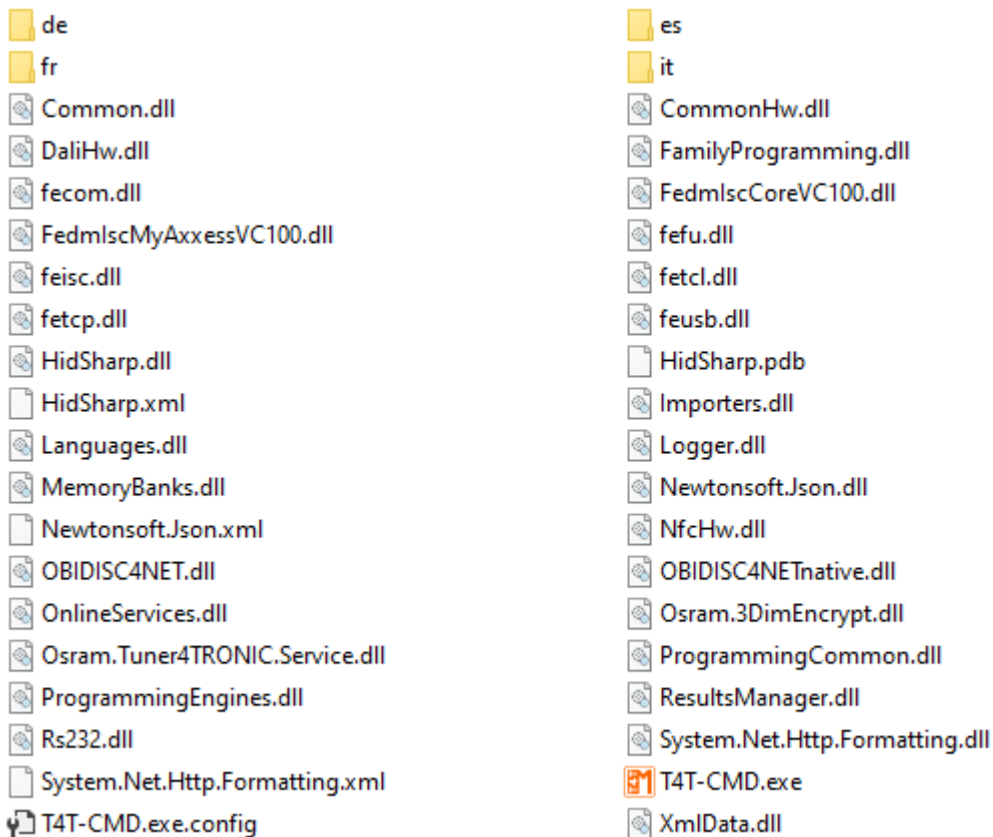 de
es
fr
it
Common.dll
CommonHw.dll
DaliHw.dll
FamilyProgramming.dll
fecom.dll
FedmIscCoreVC100.dll
FedmIscMyAxxessVC100.dll
fefu.dll
feisc.dll
fetcl.dll
fetcp.dll
feusb.dll
HidSharp.dll
HidSharp.pdb
HidSharp.xml
Importers.dll
Languages.dll
Logger.dll
MemoryBanks.dll
Newtonsoft.Json.dll
Newtonsoft.Json.xml
NfcHw.dll
OBIDISC4NET.dll
OBIDISC4NETnative.dll
OnlineServices.dll
Osram.3DimEncrypt.dll
Osram.Tuner4TRONIC.Service.dll
ProgrammingCommon.dll
ProgrammingEngines.dll
ResultsManager.dll
Rs232.dll
System.Net.Http.Formatting.dll
System.Net.Http.Formatting.xml
T4T-CMD.exe
T4T-CMD.exe.config
XmlData.dll